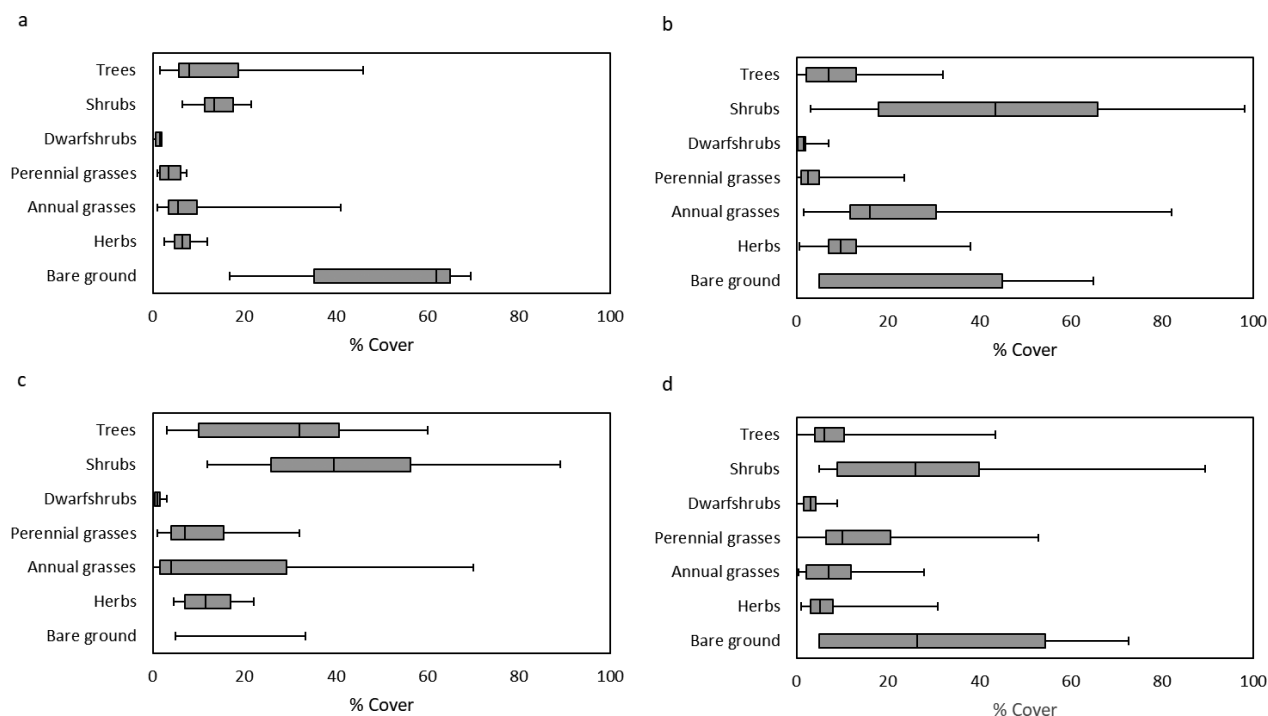 a
Trees
Shrubs
Dwarfshrubs
Perennial grasses
Annual grasses
Herbs
Bare ground
0 20 40 60 80 100
% Cover
b
Trees
Shrubs
Dwarfshrubs
Perennial grasses
Annual grasses
Herbs
Bare ground
0 20 40 60 80 100
% Cover
c
Trees
Shrubs
Dwarfshrubs
Perennial grasses
Annual grasses
Herbs
Bare ground
0 20 40 60 80 100
% Cover
d
Trees
Shrubs
Dwarfshrubs
Perennial grasses
Annual grasses
Herbs
Bare ground
0 20 40 60 80 100
% Cover